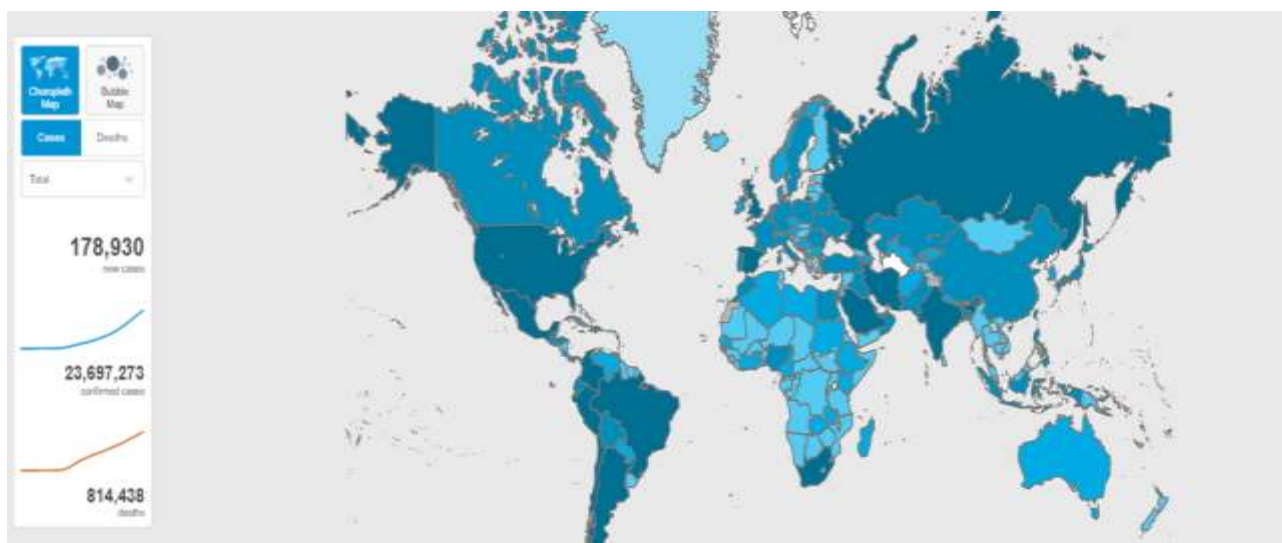 Choropleth
Map
Bubble
Map
Cases
Deaths
Total
178,930
new cases
23,697,273
confirmed cases
814,438
deaths